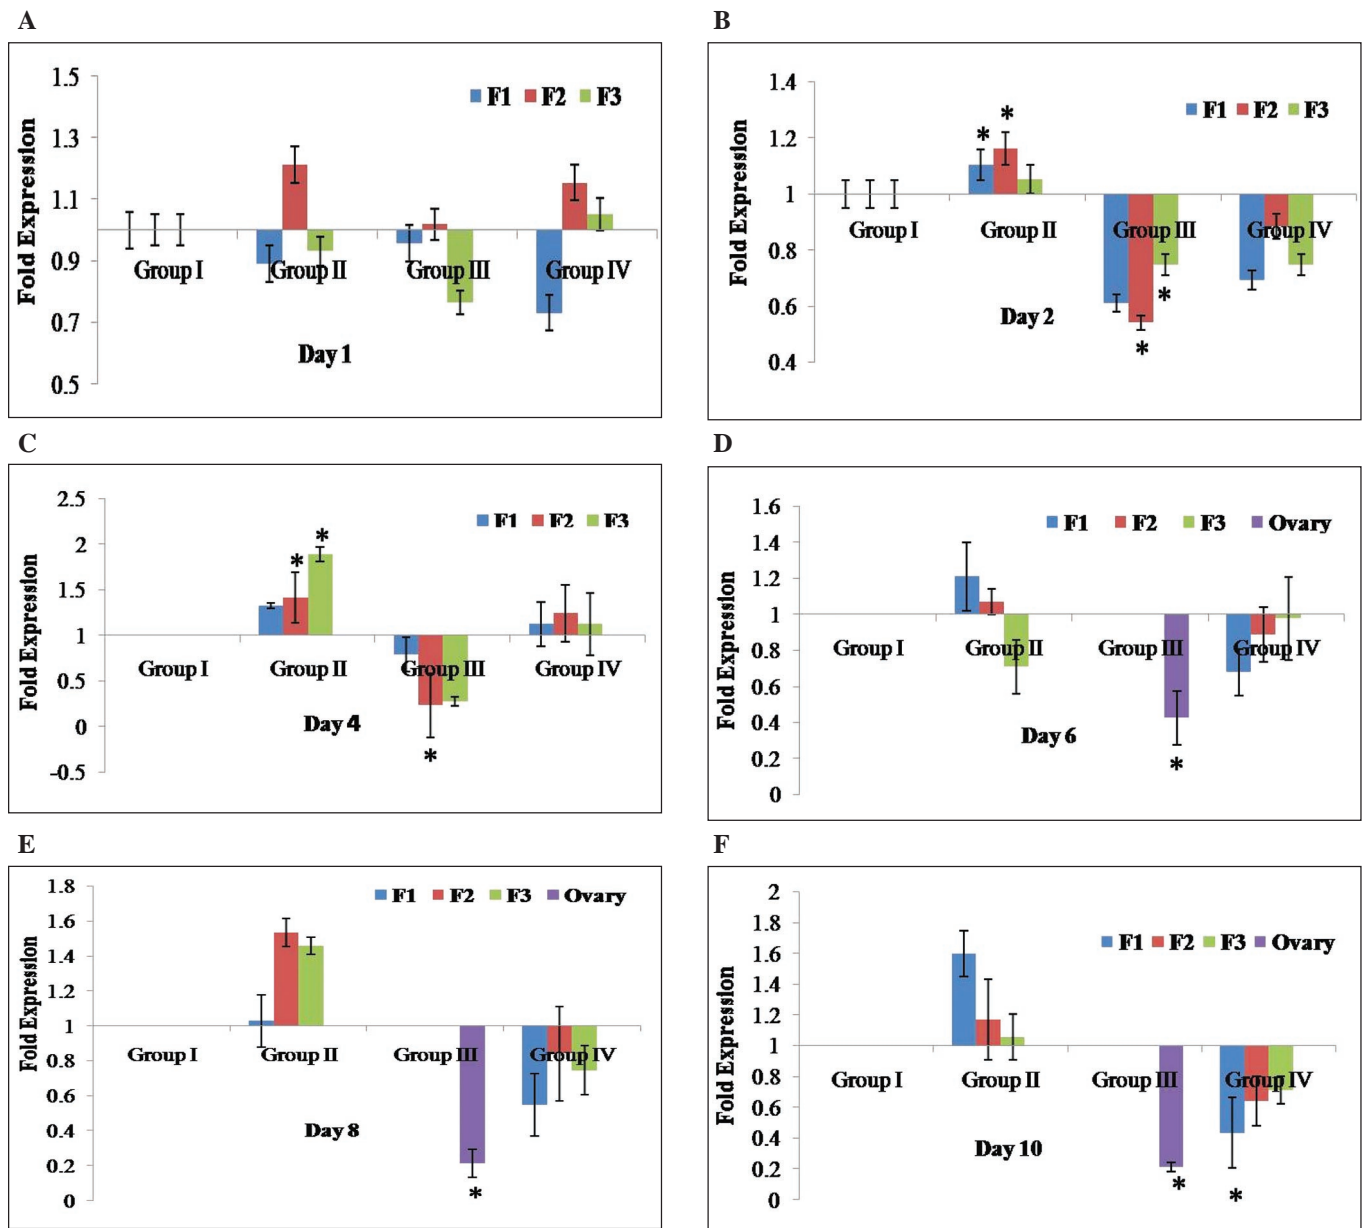 A
1.5
1.3
1.1
0.9
0.7
0.5
Fold Expression
F1 F2 F3
Group I Group II Group III Group IV
Day 1
B
1.4
1.2
1
0.8
0.6
0.4
Fold Expression
F1 F2 F3
* *
Group I Group II Group III Group IV
*
*
Day 2
C
2.5
2
1.5
1
0.5
0
-0.5
Fold Expression
F1 F2 F3
* *
Group I Group II Group III Group IV
*
Day 4
D
1.6
1.4
1.2
1
0.8
0.6
0.4
0.2
0
Fold Expression
F1 F2 F3 Ovary
Group I Group II Group III Group IV
*
Day 6
E
1.8
1.6
1.4
1.2
1
0.8
0.6
0.4
0.2
0
Fold Expression
F1 F2 F3 Ovary
Group I Group II Group III Group IV
*
Day 8
F
2
1.8
1.6
1.4
1.2
1
0.8
0.6
0.4
0.2
0
Fold Expression
F1 F2 F3 Ovary
Group I Group II Group III Group IV
* *
Day 10